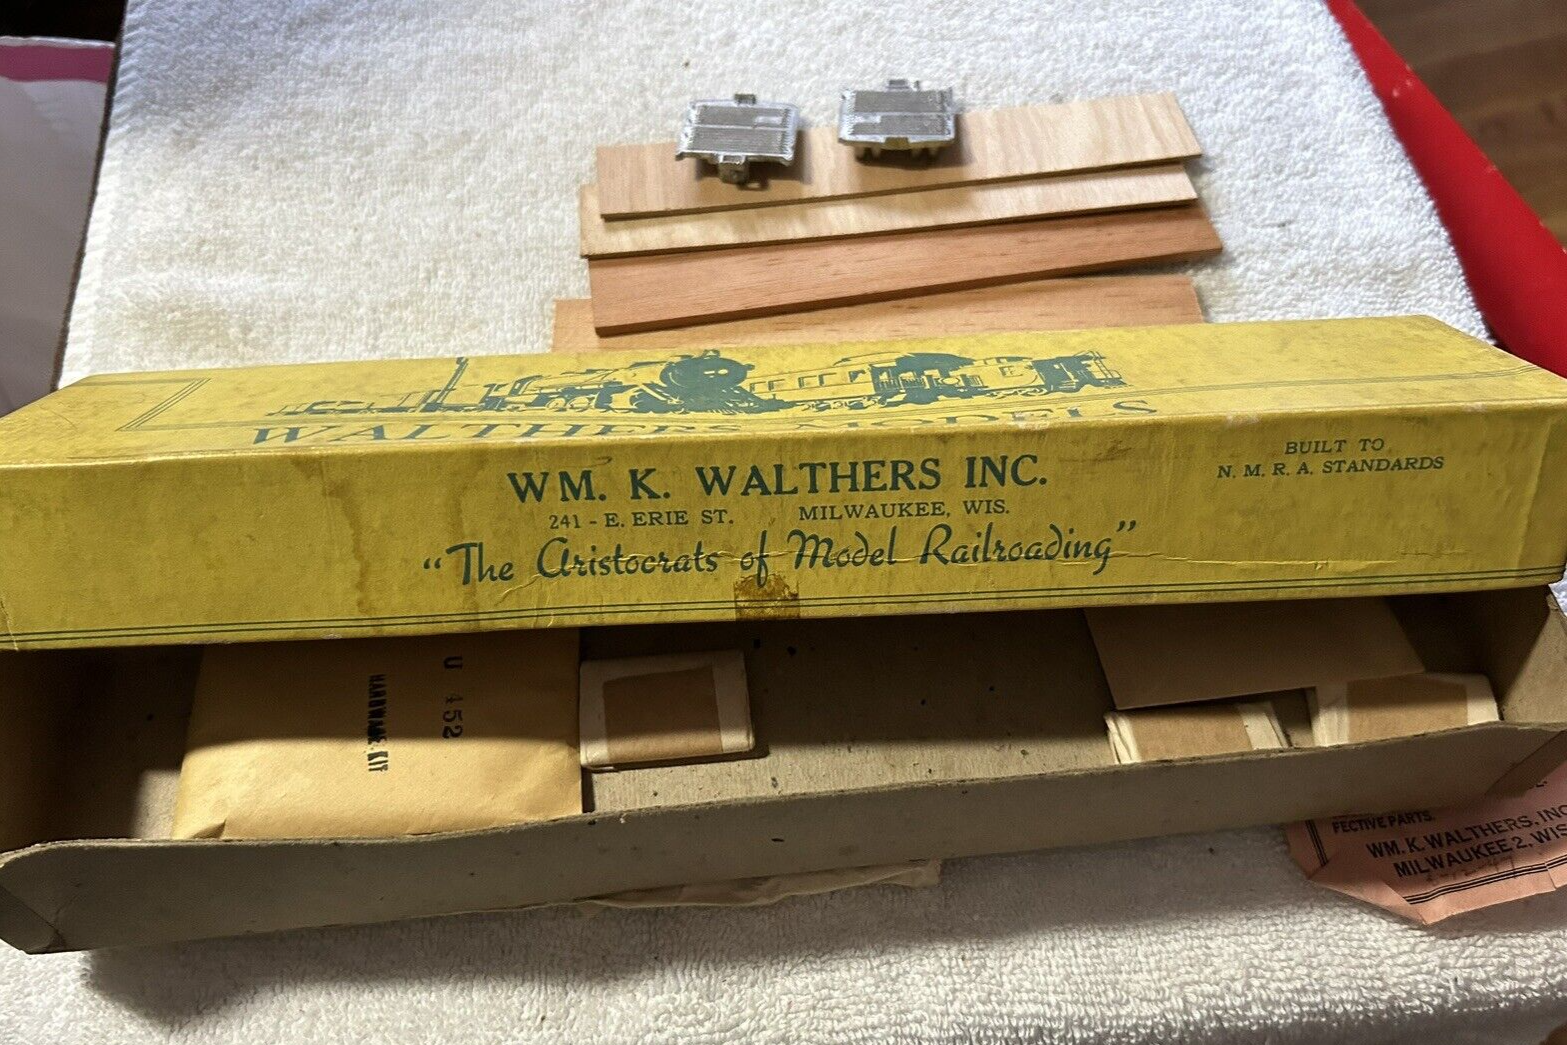 WALTHERS MODELS
WM. K. WALTHERS INC.
241 - E. ERIE ST. MILWAUKEE, WIS.
"The Aristocrats of Model Railroading"
BUILT TO
N. M. R. A. STANDARDS
U 452
HARDWARE KIT
FECTIVE PARTS.
WM. K. WALTHERS, INC
MILWAUKEE 2, WIS